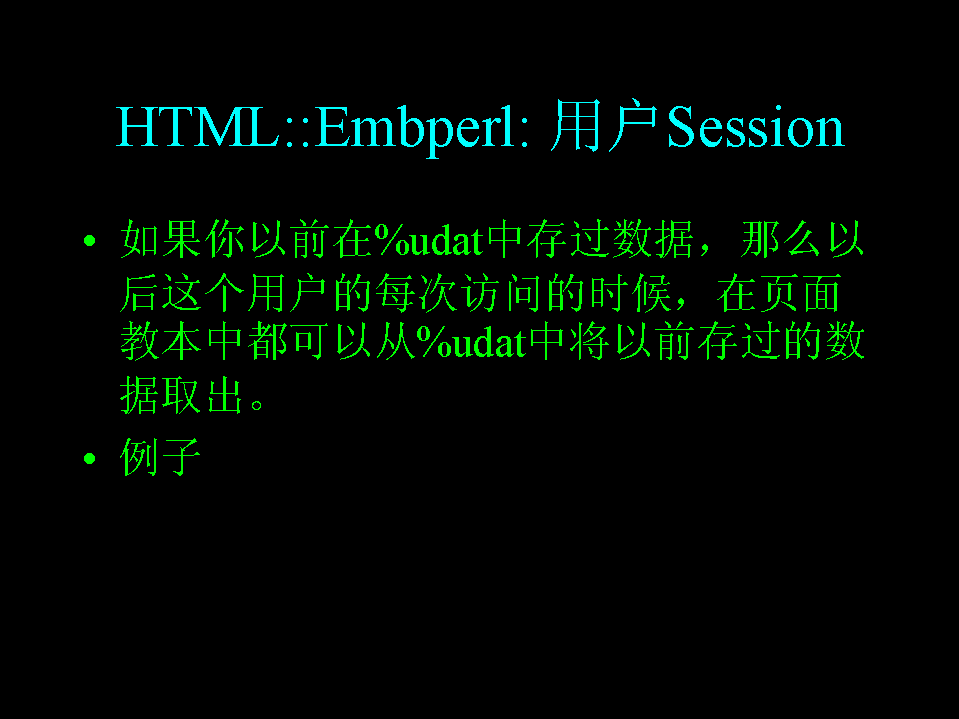 HTML::Embperl: 用户Session
• 如果你以前在%udat中存过数据，那么以
后这个用户的每次访问的时候，在页面
教本中都可以从%udat中将以前存过的数
据取出。
• 例子